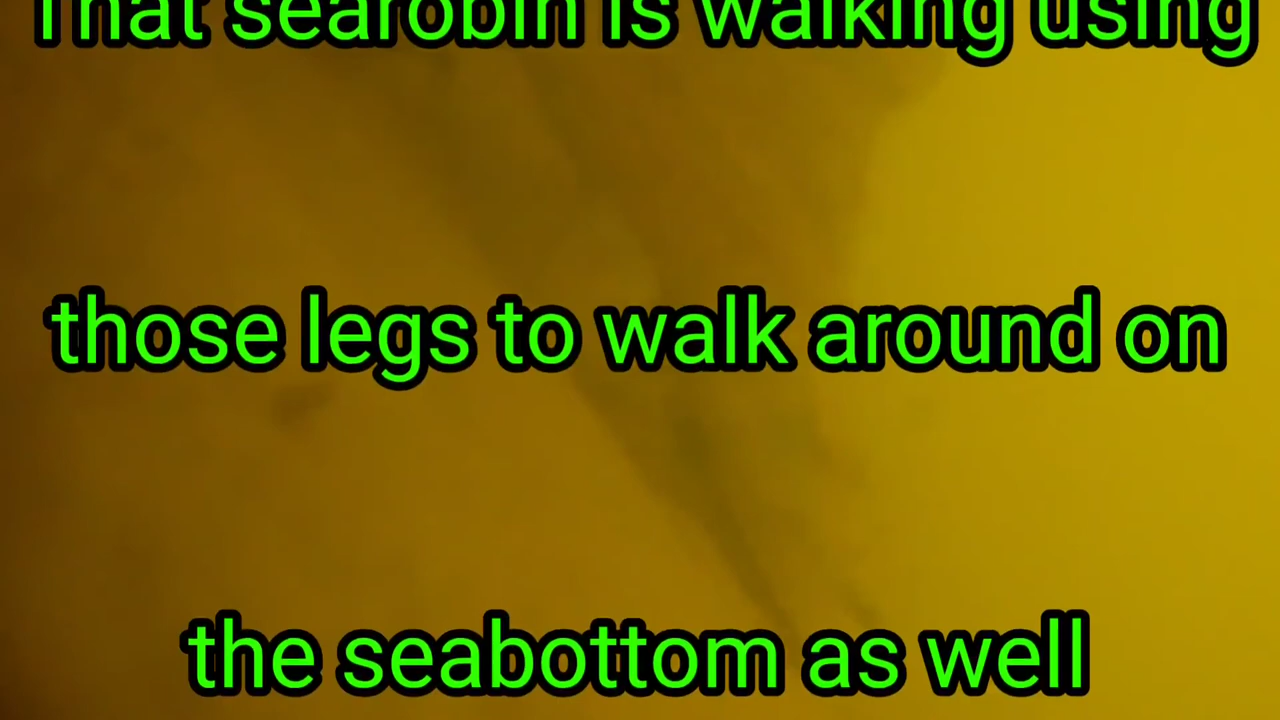 That searobin is walking using
those legs to walk around on
the seabottom as well